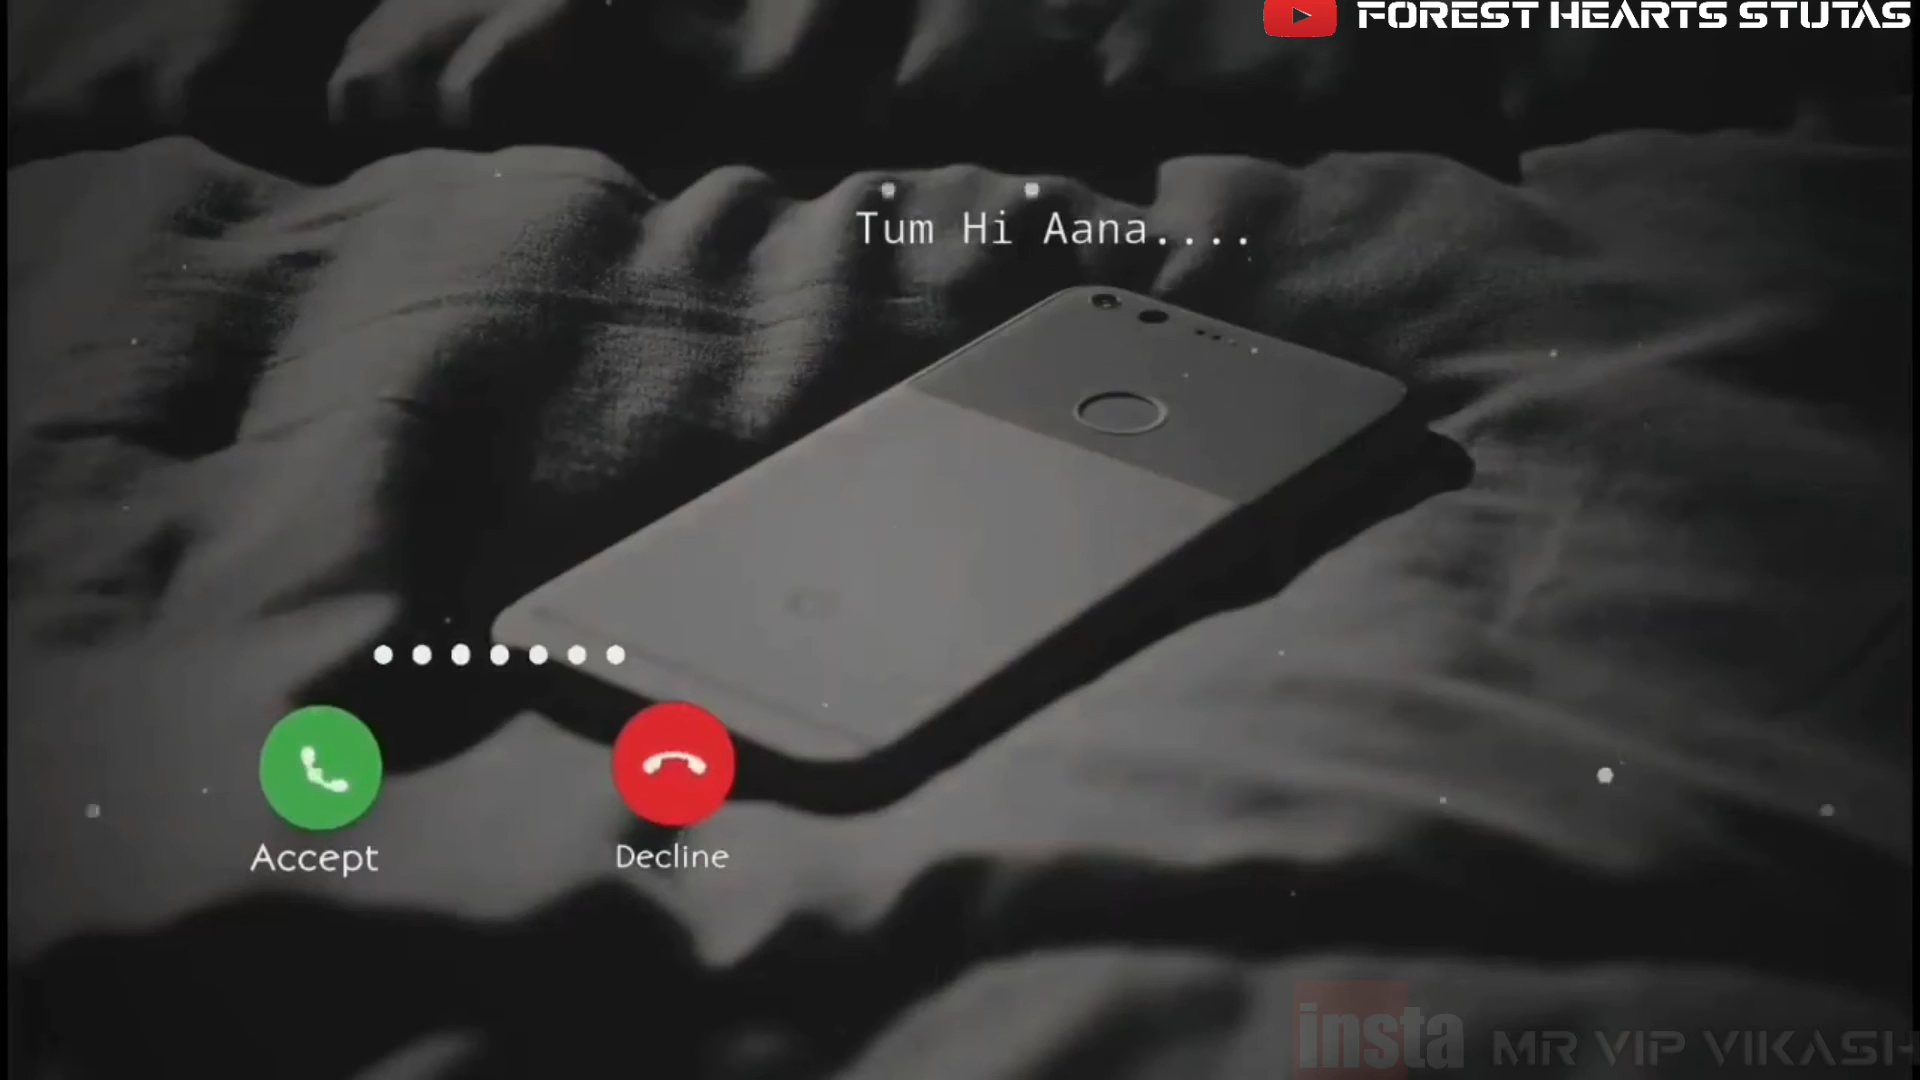 FOREST HEARTS STUTAS
Tum Hi Aana....
Accept
Decline
insta MR VIP VIKASH